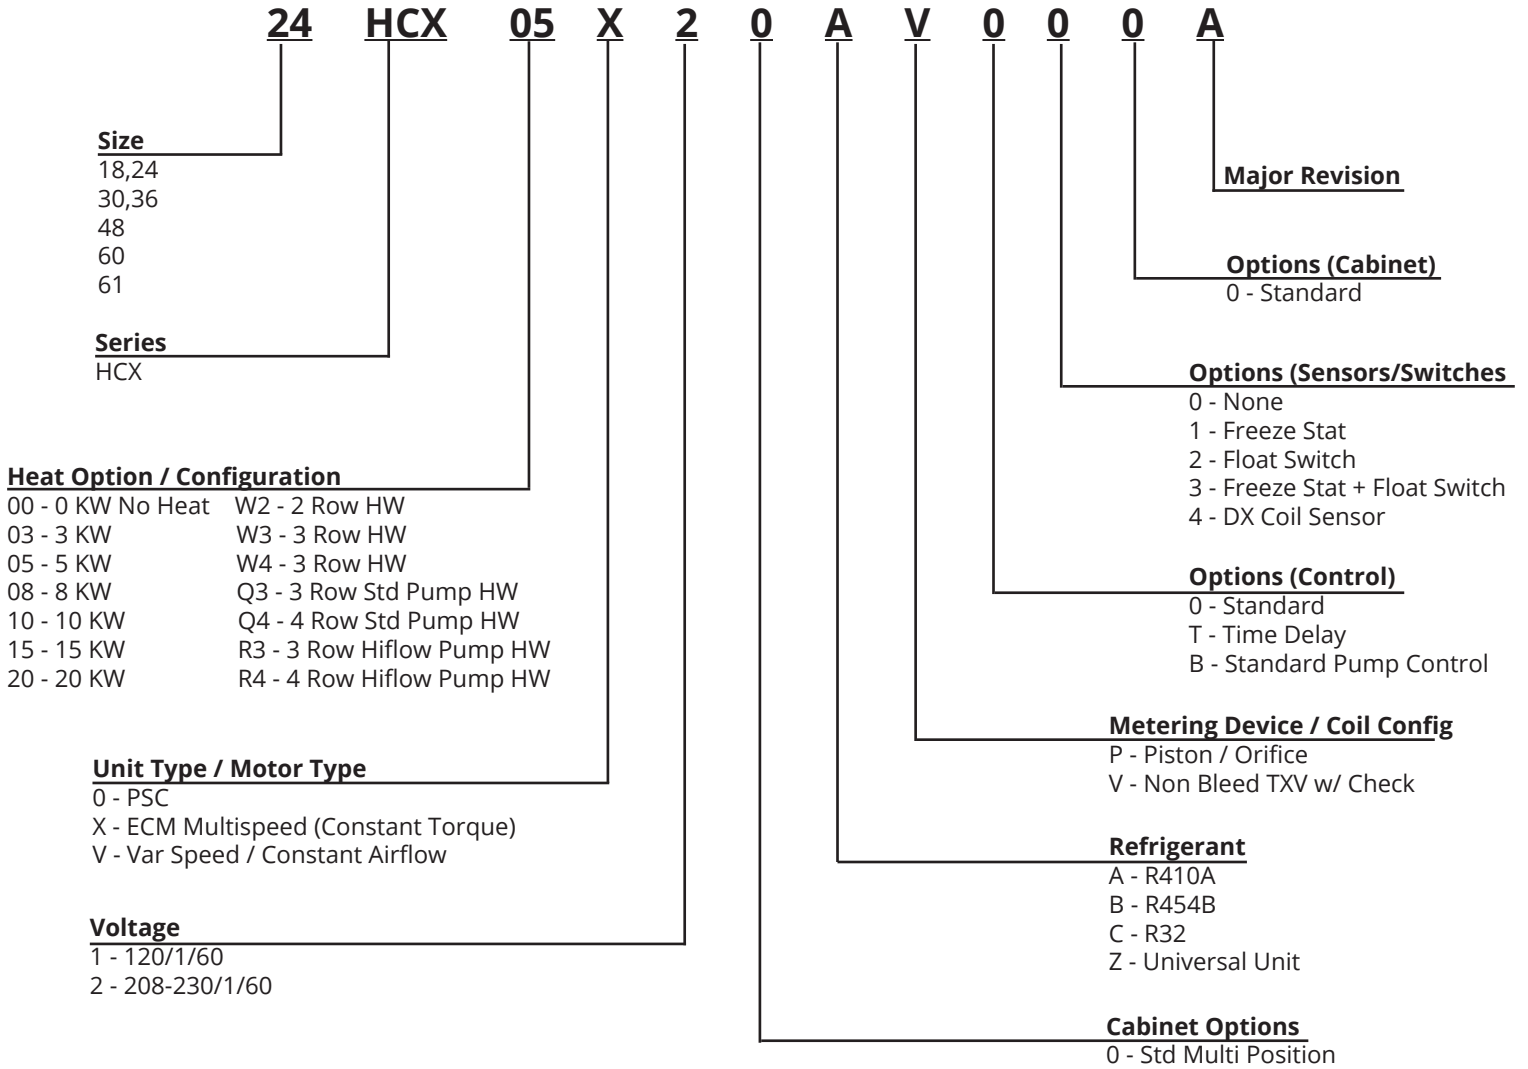 24 HCX 05 X 2 0 A V 0 0 0 A
Size
18,24
30,36
48
60
61
Series
HCX
Heat Option / Configuration
00 - 0 KW No Heat W2 - 2 Row HW
03 - 3 KW W3 - 3 Row HW
05 - 5 KW W4 - 3 Row HW
08 - 8 KW Q3 - 3 Row Std Pump HW
10 - 10 KW Q4 - 4 Row Std Pump HW
15 - 15 KW R3 - 3 Row Hiflow Pump HW
20 - 20 KW R4 - 4 Row Hiflow Pump HW
Unit Type / Motor Type
0 - PSC
X - ECM Multispeed (Constant Torque)
V - Var Speed / Constant Airflow
Voltage
1 - 120/1/60
2 - 208-230/1/60
Major Revision
Options (Cabinet)
0 - Standard
Options (Sensors/Switches
0 - None
1 - Freeze Stat
2 - Float Switch
3 - Freeze Stat + Float Switch
4 - DX Coil Sensor
Options (Control)
0 - Standard
T - Time Delay
B - Standard Pump Control
Metering Device / Coil Config
P - Piston / Orifice
V - Non Bleed TXV w/ Check
Refrigerant
A - R410A
B - R454B
C - R32
Z - Universal Unit
Cabinet Options
0 - Std Multi Position